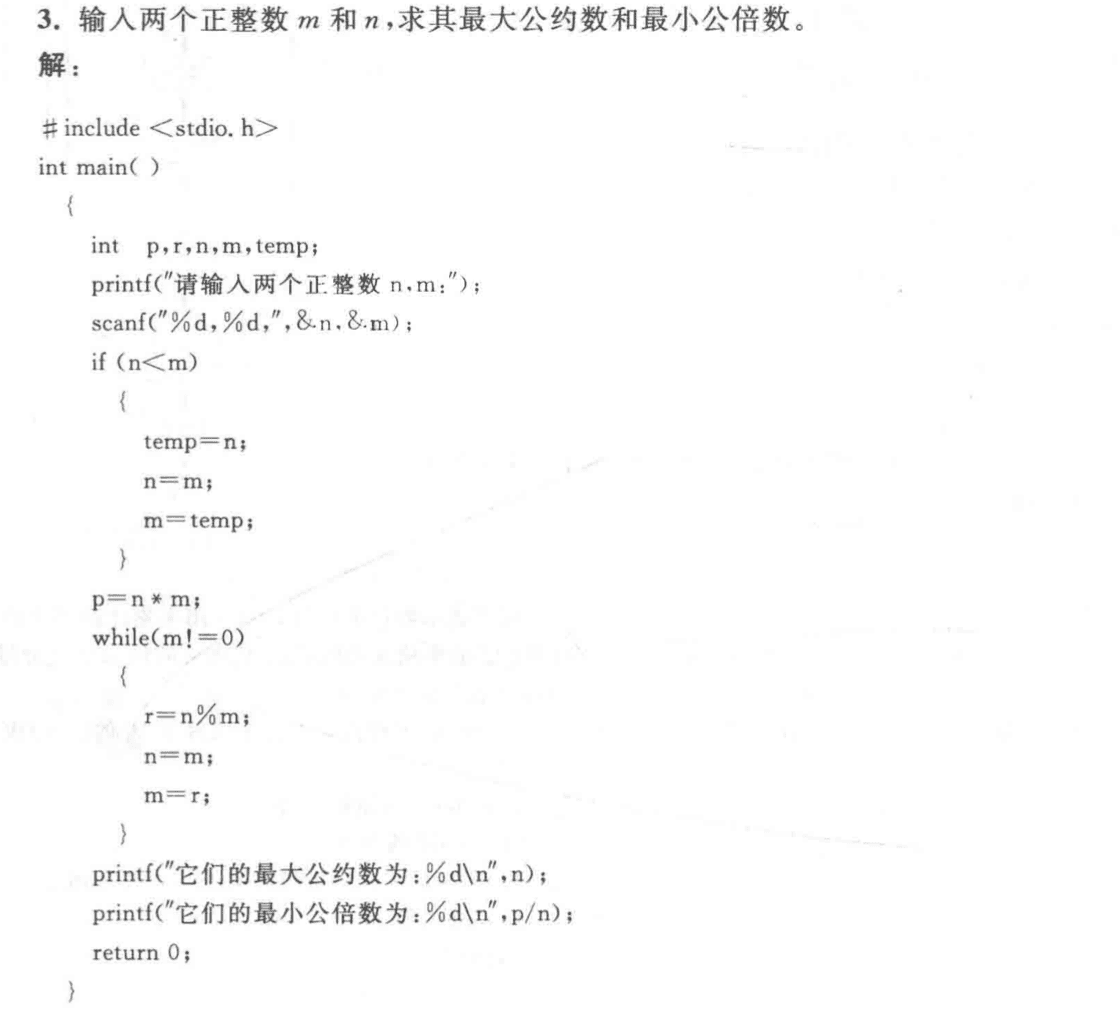 3. 输入两个正整数 m 和 n,求其最大公约数和最小公倍数。
解：
#include <stdio.h>
int main( )
{
int p,r,n,m,temp;
printf("请输入两个正整数 n,m:");
scanf("%d,%d,",&n,&m);
if (n<m)
{
temp=n;
n=m;
m=temp;
}
p=n*m;
while(m!=0)
{
r=n%m;
n=m;
m=r;
}
printf("它们的最大公约数为:%d\n",n);
printf("它们的最小公倍数为:%d\n",p/n);
return 0;
}